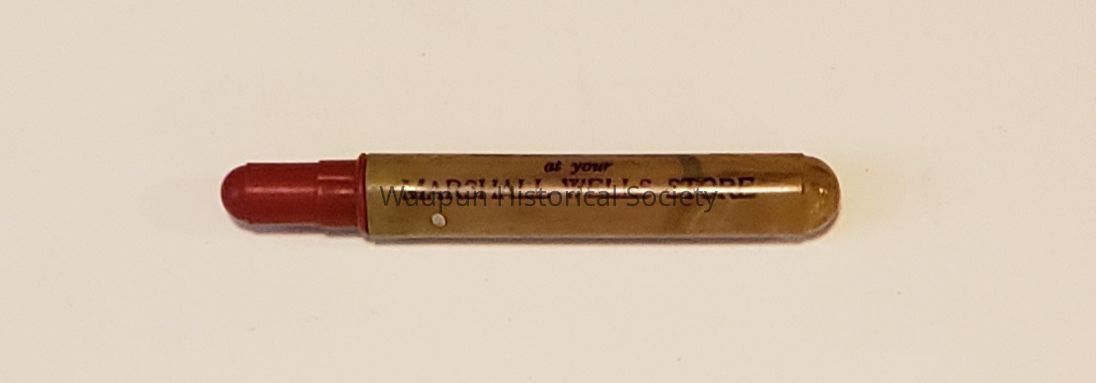 at your
MARSHALL WELLS STORE
Waupun Historical Society